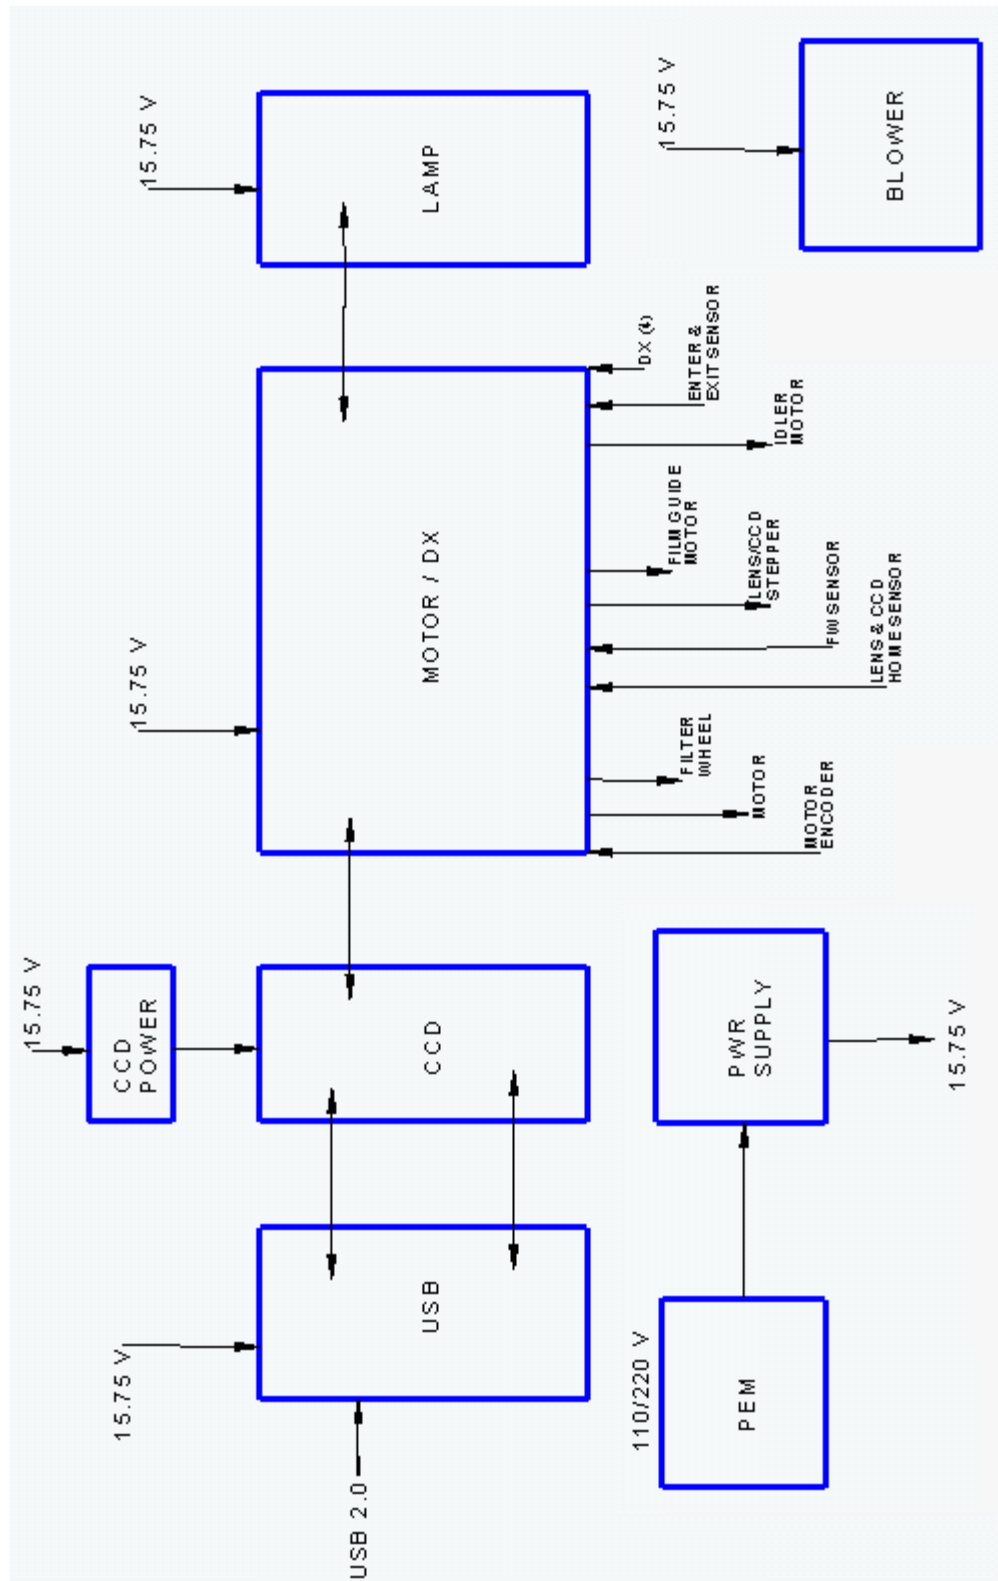 15.75 V
CCD
POWER
15.75 V
15.75 V
15.75 V
USB 2.0
USB
CCD
MOTOR / DX
LAMP
MOTOR
ENCODER
MOTOR
FILTER
WHEEL
LENS & CCD
HOME SENSOR
FW SENSOR
LENS/CCD
STEPPER
FILM GUIDE
MOTOR
IDLER
MOTOR
ENTER &
EXIT SENSOR
DX (4)
110/220 V
PEM
PWR
SUPPLY
15.75 V
15.75 V
BLOWER